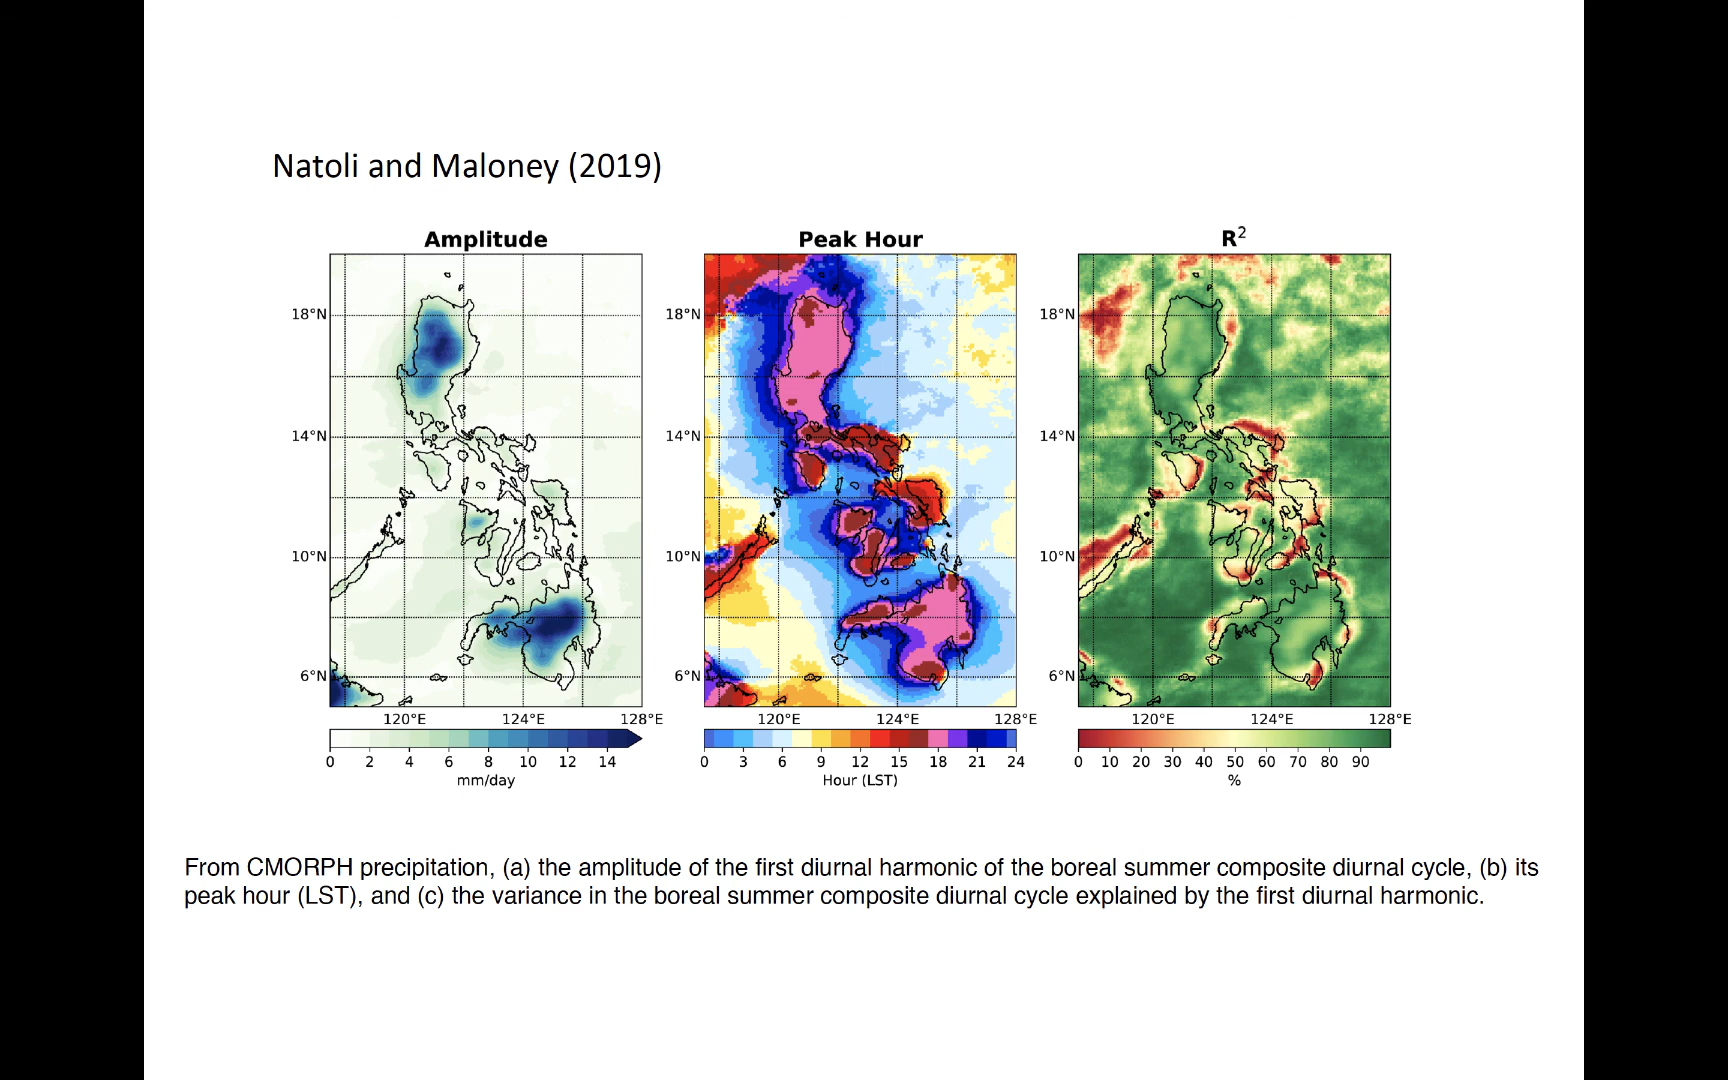 Natoli and Maloney (2019)
Amplitude
18°N
14°N
10°N
6°N
120°E 124°E 128°E
0 2 4 6 8 10 12 14
mm/day
Peak Hour
18°N
14°N
10°N
6°N
120°E 124°E 128°E
0 3 6 9 12 15 18 21 24
Hour (LST)
R²
18°N
14°N
10°N
6°N
120°E 124°E 128°E
0 10 20 30 40 50 60 70 80 90
%
From CMORPH precipitation, (a) the amplitude of the first diurnal harmonic of the boreal summer composite diurnal cycle, (b) its
peak hour (LST), and (c) the variance in the boreal summer composite diurnal cycle explained by the first diurnal harmonic.